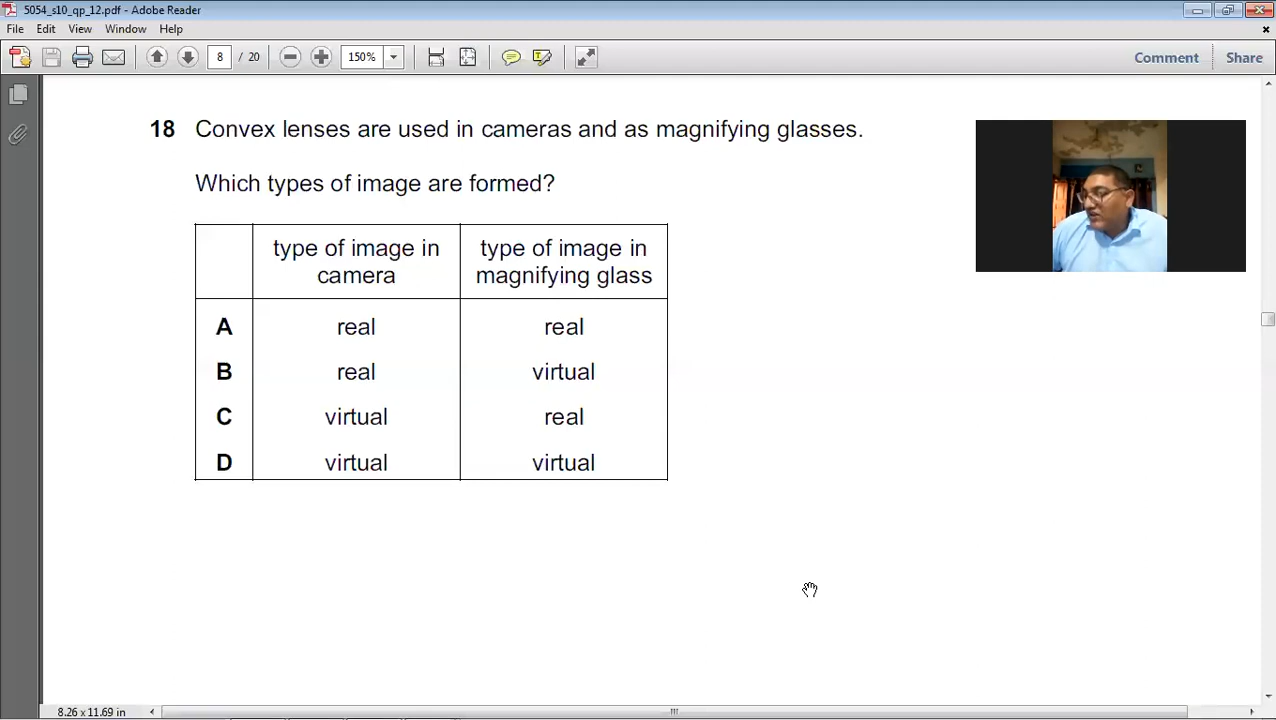 5054_s10_qp_12.pdf - Adobe Reader
File Edit View Window Help
8 / 20 150% Comment Share
18 Convex lenses are used in cameras and as magnifying glasses.
Which types of image are formed?
type of image in camera type of image in magnifying glass
A real real
B real virtual
C virtual real
D virtual virtual
8.26 x 11.69 in